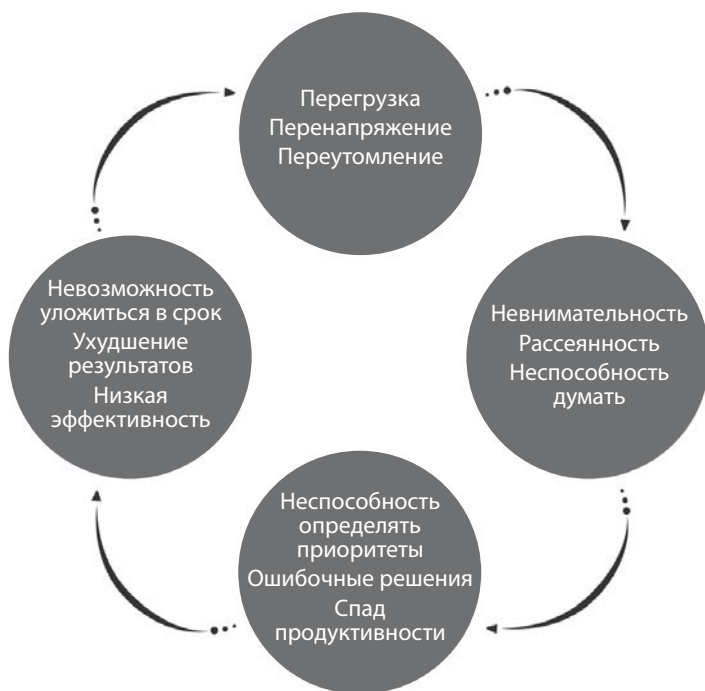 Перегрузка
Перенапряжение
Переутомление
Невнимательность
Рассеянность
Неспособность
думать
Неспособность
определять
приоритеты
Ошибочные решения
Спад
продуктивности
Невозможность
уложиться в срок
Ухудшение
результатов
Низкая
эффективность